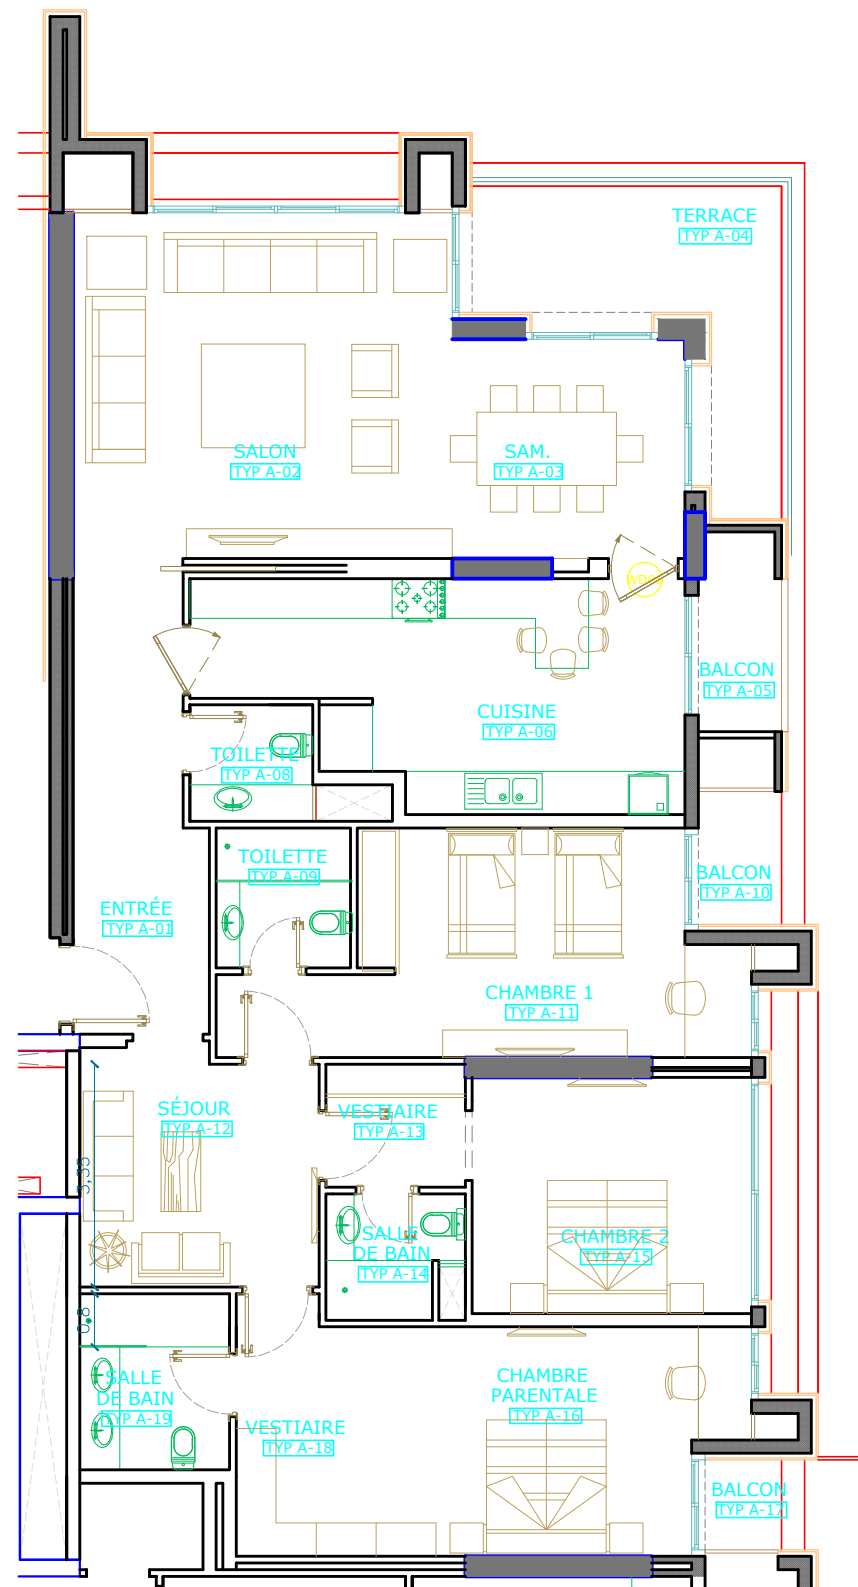 TERRACE
TYP A-04
SALON
TYP A-02
SAM.
TYP A-03
BALCON
TYP A-05
CUISINE
TYP A-06
TOILETTE
TYP A-08
TOILETTE
TYP A-09
BALCON
TYP A-10
ENTRÉE
TYP A-01
CHAMBRE 1
TYP A-11
SÉJOUR
TYP A-12
VESTIAIRE
TYP A-13
3,35
SALLE
DE BAIN
TYP A-14
CHAMBRE 2
TYP A-15
0,8
SALLE
DE BAIN
TYP A-19
CHAMBRE
PARENTALE
TYP A-16
VESTIAIRE
TYP A-18
BALCON
TYP A-17